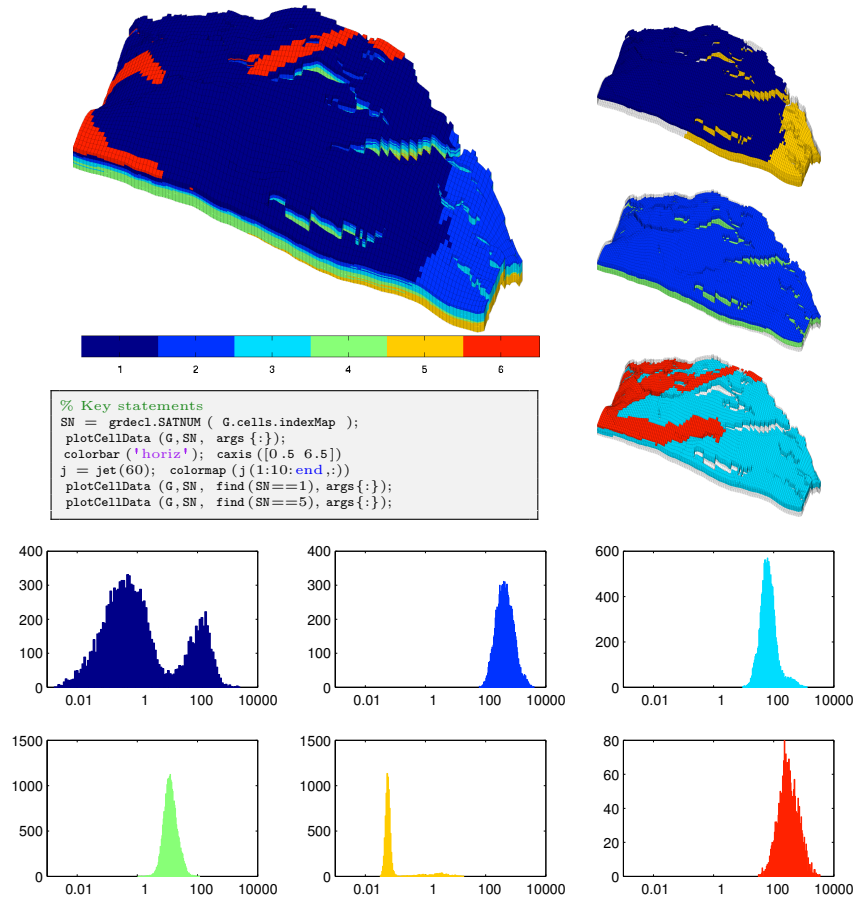 1 2 3 4 5 6
% Key statements
SN = grdecl.SATNUM ( G.cells.indexMap );
plotCellData (G,SN, args {:});
colorbar ('horiz'); caxis ([0 .5 6.5])
j = jet(60); colormap (j(1:10:end,:))
plotCellData (G,SN, find(SN==1), args{:});
plotCellData (G,SN, find(SN==5), args{:});
400
300
200
100
0
0.01 1 100 10000
400
300
200
100
0
0.01 1 100 10000
600
400
200
0
0.01 1 100 10000
1500
1000
500
0
0.01 1 100 10000
1500
1000
500
0
0.01 1 100 10000
80
60
40
20
0
0.01 1 100 10000